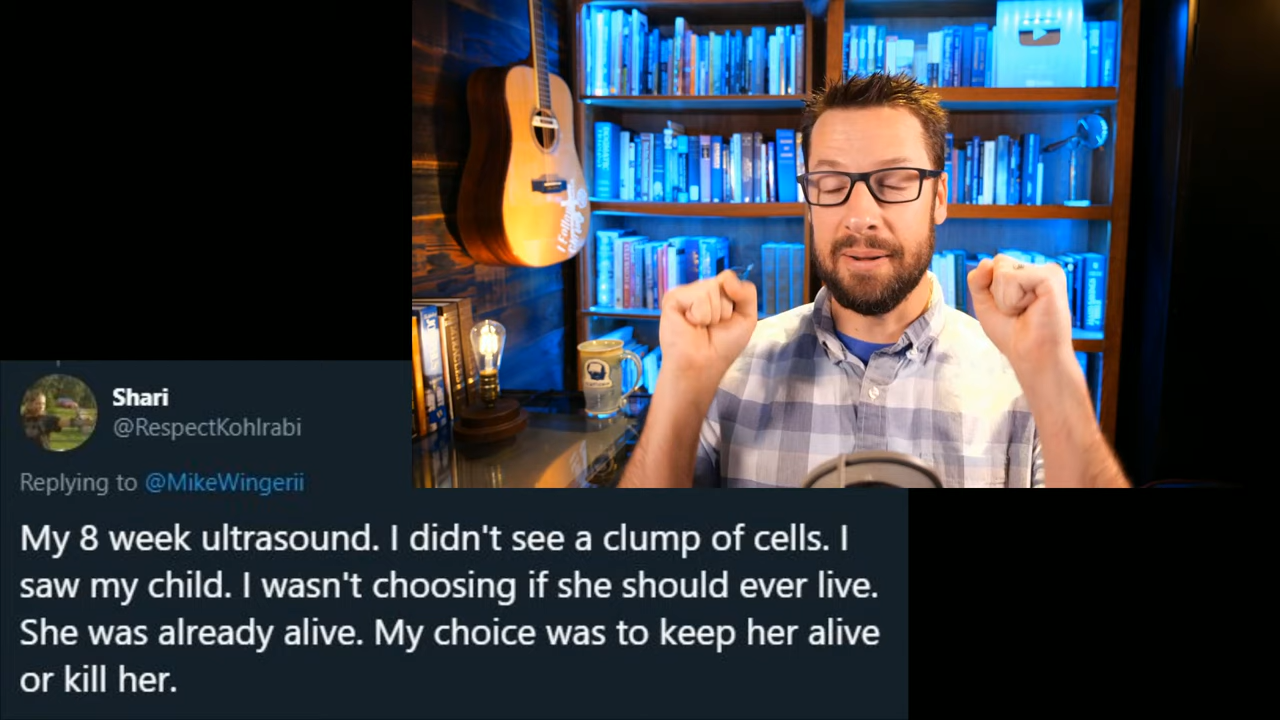 Shari
@RespectKohlrabi
Replying to @MikeWingerii
My 8 week ultrasound. I didn't see a clump of cells. I
saw my child. I wasn't choosing if she should ever live.
She was already alive. My choice was to keep her alive
or kill her.